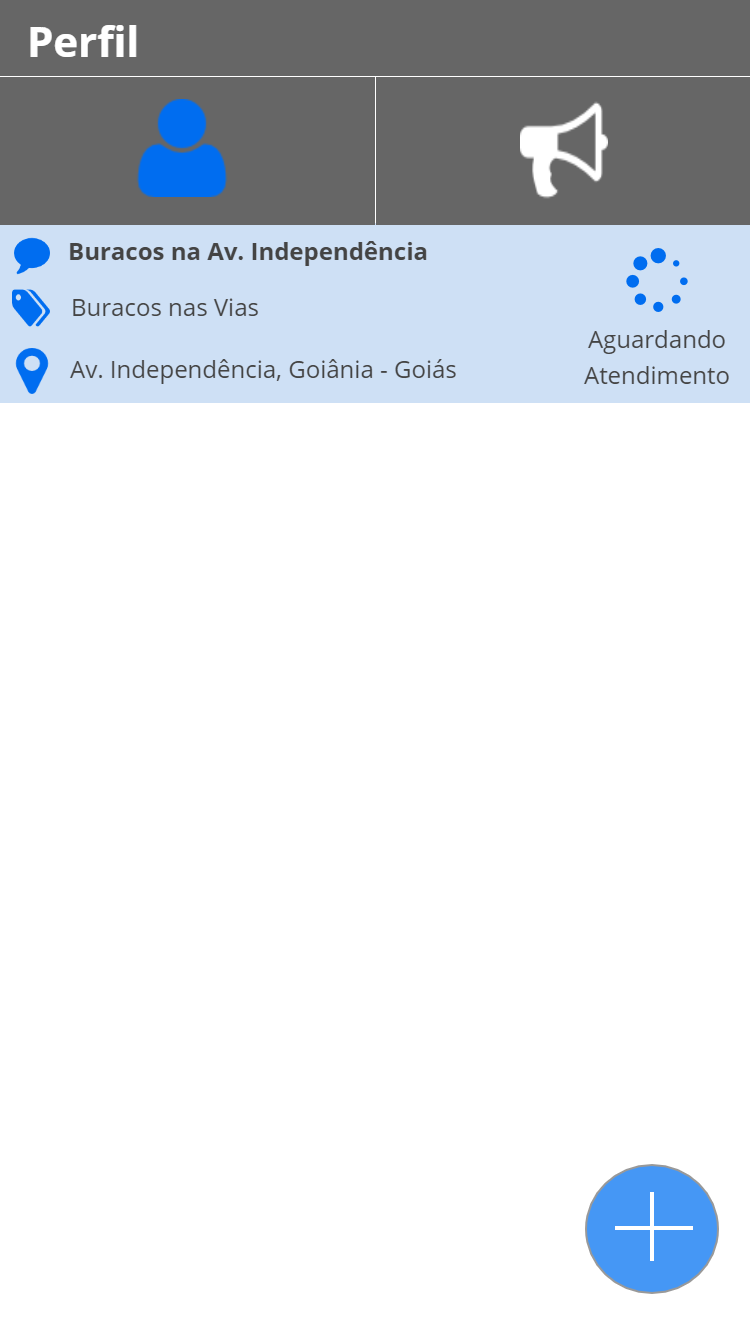 Perfil
Buracos na Av. Independência
Buracos nas Vias
Av. Independência, Goiânia - Goiás
Aguardando
Atendimento